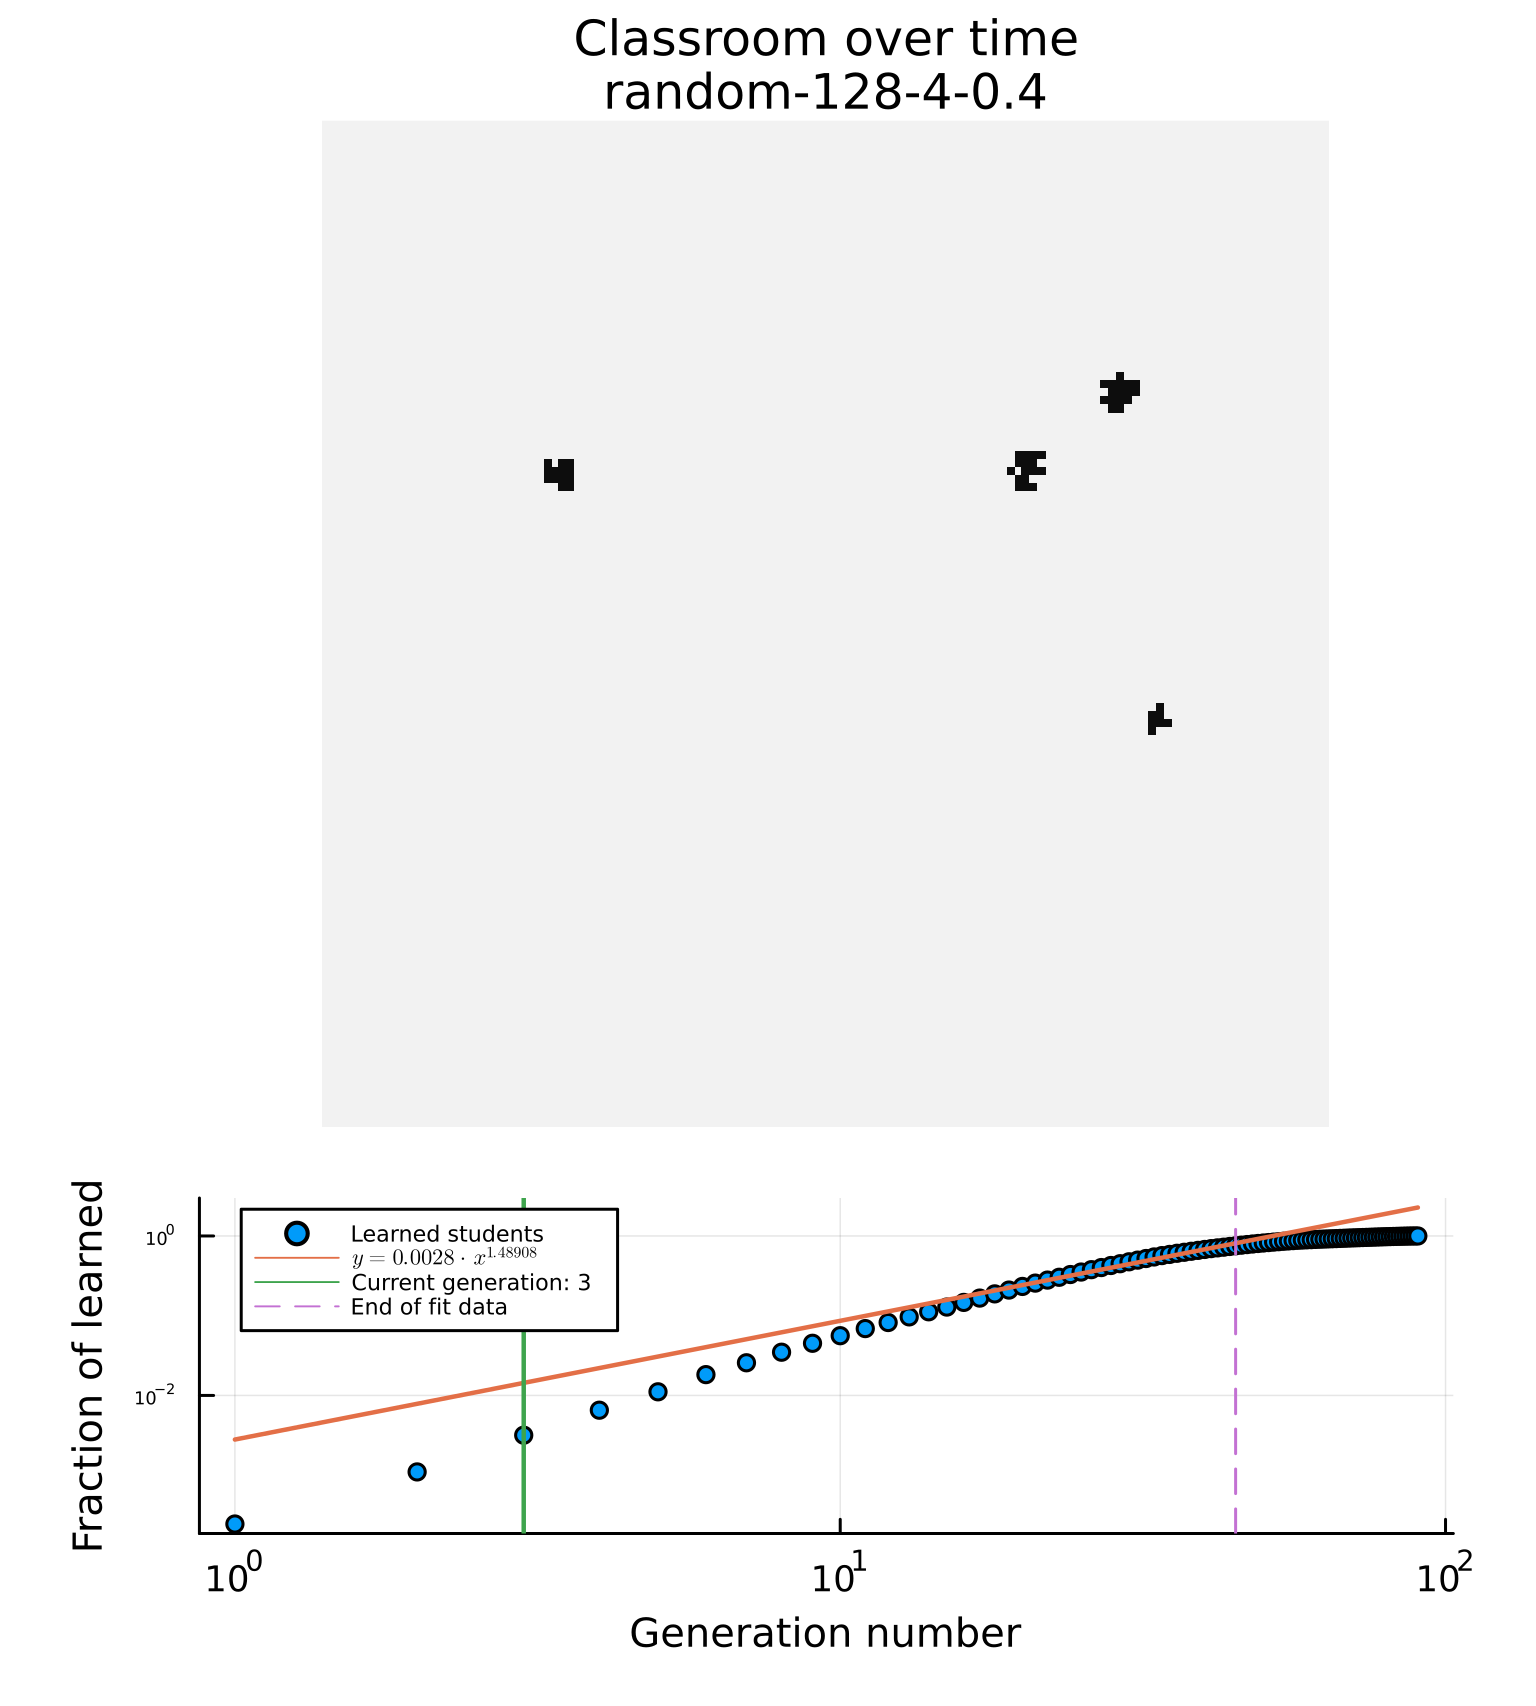 Classroom over time
random-128-4-0.4
Fraction of learned
10⁰
10⁻²
Learned students
y = 0.0028 · x^1.48908
Current generation: 3
End of fit data
10⁰ 10¹ 10²
Generation number